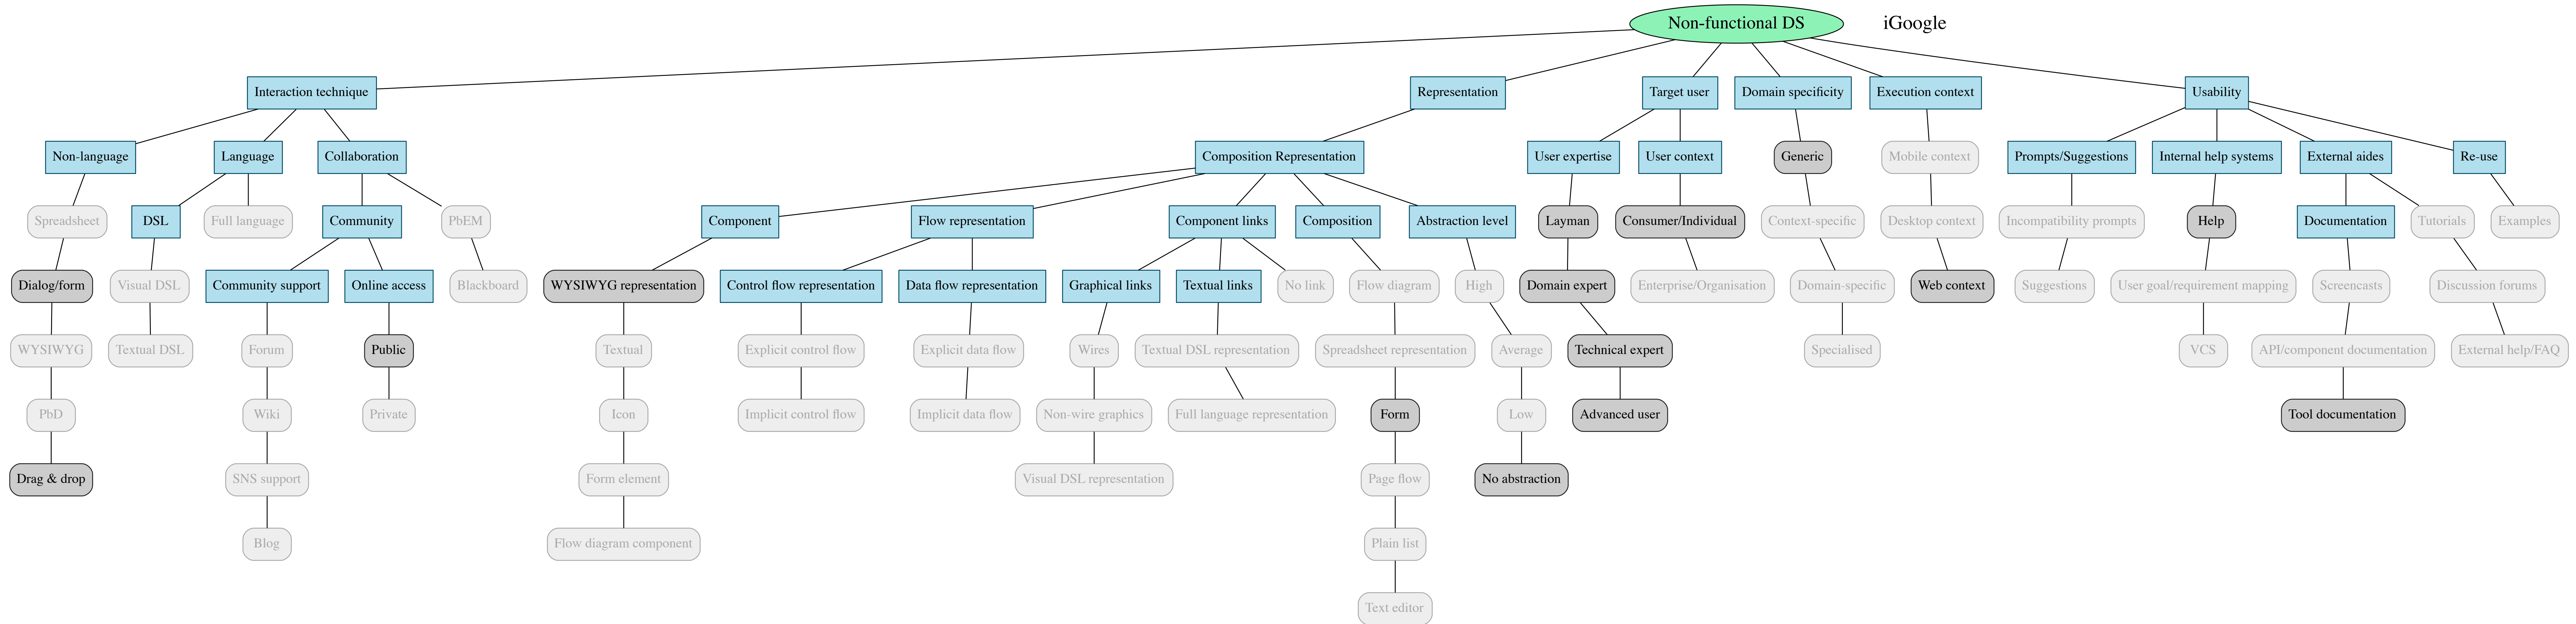 Non-functional DS
iGoogle
Interaction technique
Representation
Target user
Domain specificity
Execution context
Usability
Non-language
Language
Collaboration
Composition Representation
User expertise
User context
Generic
Mobile context
Prompts/Suggestions
Internal help systems
External aides
Re-use
Spreadsheet
DSL
Full language
Community
PbEM
Component
Flow representation
Component links
Composition
Abstraction level
Layman
Consumer/Individual
Context-specific
Desktop context
Incompatibility prompts
Help
Documentation
Tutorials
Examples
Dialog/form
Visual DSL
Community support
Online access
Blackboard
WYSIWYG representation
Control flow representation
Data flow representation
Graphical links
Textual links
No link
Flow diagram
High
Domain expert
Enterprise/Organisation
Domain-specific
Web context
Suggestions
User goal/requirement mapping
Screencasts
Discussion forums
WYSIWYG
Textual DSL
Forum
Public
Textual
Explicit control flow
Explicit data flow
Wires
Textual DSL representation
Spreadsheet representation
Average
Technical expert
Specialised
VCS
API/component documentation
External help/FAQ
PbD
Wiki
Private
Icon
Implicit control flow
Implicit data flow
Non-wire graphics
Full language representation
Form
Low
Advanced user
Tool documentation
Drag & drop
SNS support
Form element
Visual DSL representation
Page flow
No abstraction
Blog
Flow diagram component
Plain list
Text editor